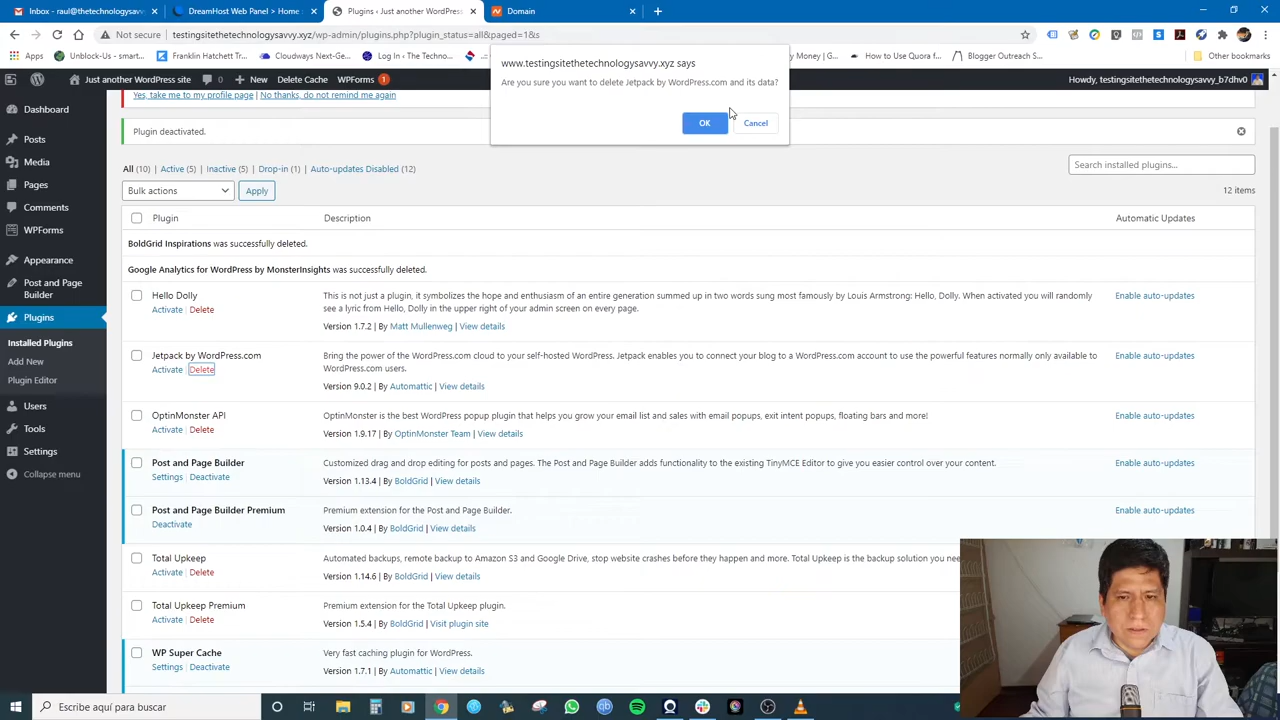 Inbox - raul@thetechnologysavvy.
DreamHost Web Panel > Home :
Plugins ‹ Just another WordPress
Domain
Not secure | testingsitethetechnologysavvy.xyz/wp-admin/plugins.php?plugin_status=all&paged=1&s
Apps
Unblock-Us - smarte...
Franklin Hatchett Tr...
Cloudways-Next-Ge...
Log In ‹ The Techno...
Money | Go...
How to Use Quora f...
Blogger Outreach S...
Other bookmarks
www.testingsitethetechnologysavvy.xyz says
Are you sure you want to delete Jetpack by WordPress.com and its data?
OK
Cancel
Just another WordPress site
0
New
Delete Cache
WPForms 1
Howdy, testingsitethetechnologysavvy_b7dhv0
Yes, take me to my profile page
No thanks, do not remind me again
Plugin deactivated.
All (10) | Active (5) | Inactive (5) | Drop-in (1) | Auto-updates Disabled (12)
Search installed plugins...
Bulk actions
Apply
12 items
Plugin
Description
Automatic Updates
BoldGrid Inspirations was successfully deleted.
Google Analytics for WordPress by MonsterInsights was successfully deleted.
Hello Dolly
Activate | Delete
This is not just a plugin, it symbolizes the hope and enthusiasm of an entire generation summed up in two words sung most famously by Louis Armstrong: Hello, Dolly. When activated you will randomly
see a lyric from Hello, Dolly in the upper right of your admin screen on every page.
Version 1.7.2 | By Matt Mullenweg | View details
Enable auto-updates
Jetpack by WordPress.com
Activate | Delete
Bring the power of the WordPress.com cloud to your self-hosted WordPress. Jetpack enables you to connect your blog to a WordPress.com account to use the powerful features normally only available to
WordPress.com users.
Version 9.0.2 | By Automattic | View details
Enable auto-updates
OptinMonster API
Activate | Delete
OptinMonster is the best WordPress popup plugin that helps you grow your email list and sales with email popups, exit intent popups, floating bars and more!
Version 1.9.17 | By OptinMonster Team | View details
Enable auto-updates
Post and Page Builder
Settings | Deactivate
Customized drag and drop editing for posts and pages. The Post and Page Builder adds functionality to the existing TinyMCE Editor to give you easier control over your content.
Version 1.13.4 | By BoldGrid | View details
Enable auto-updates
Post and Page Builder Premium
Deactivate
Premium extension for the Post and Page Builder.
Version 1.0.4 | By BoldGrid | View details
Enable auto-updates
Total Upkeep
Activate | Delete
Automated backups, remote backup to Amazon S3 and Google Drive, stop website crashes before they happen and more. Total Upkeep is the backup solution you nee
Version 1.14.6 | By BoldGrid | View details
Total Upkeep Premium
Activate | Delete
Premium extension for the Total Upkeep plugin.
Version 1.5.4 | By BoldGrid | Visit plugin site
WP Super Cache
Settings | Deactivate
Very fast caching plugin for WordPress.
Version 1.7.1 | By Automattic | View details
Dashboard
Posts
Media
Pages
Comments
WPForms
Appearance
Post and Page
Builder
Plugins
Installed Plugins
Add New
Plugin Editor
Users
Tools
Settings
Collapse menu
Escribe aquí para buscar